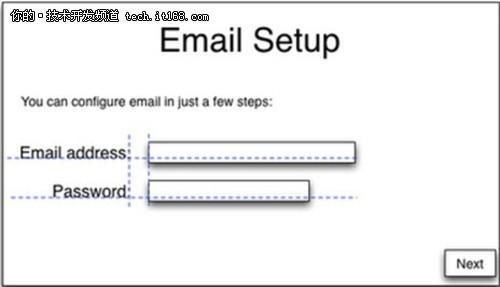 你的·技术开发频道 tech.it168.com
Email Setup
You can configure email in just a few steps:
Email address:
Password:
Next